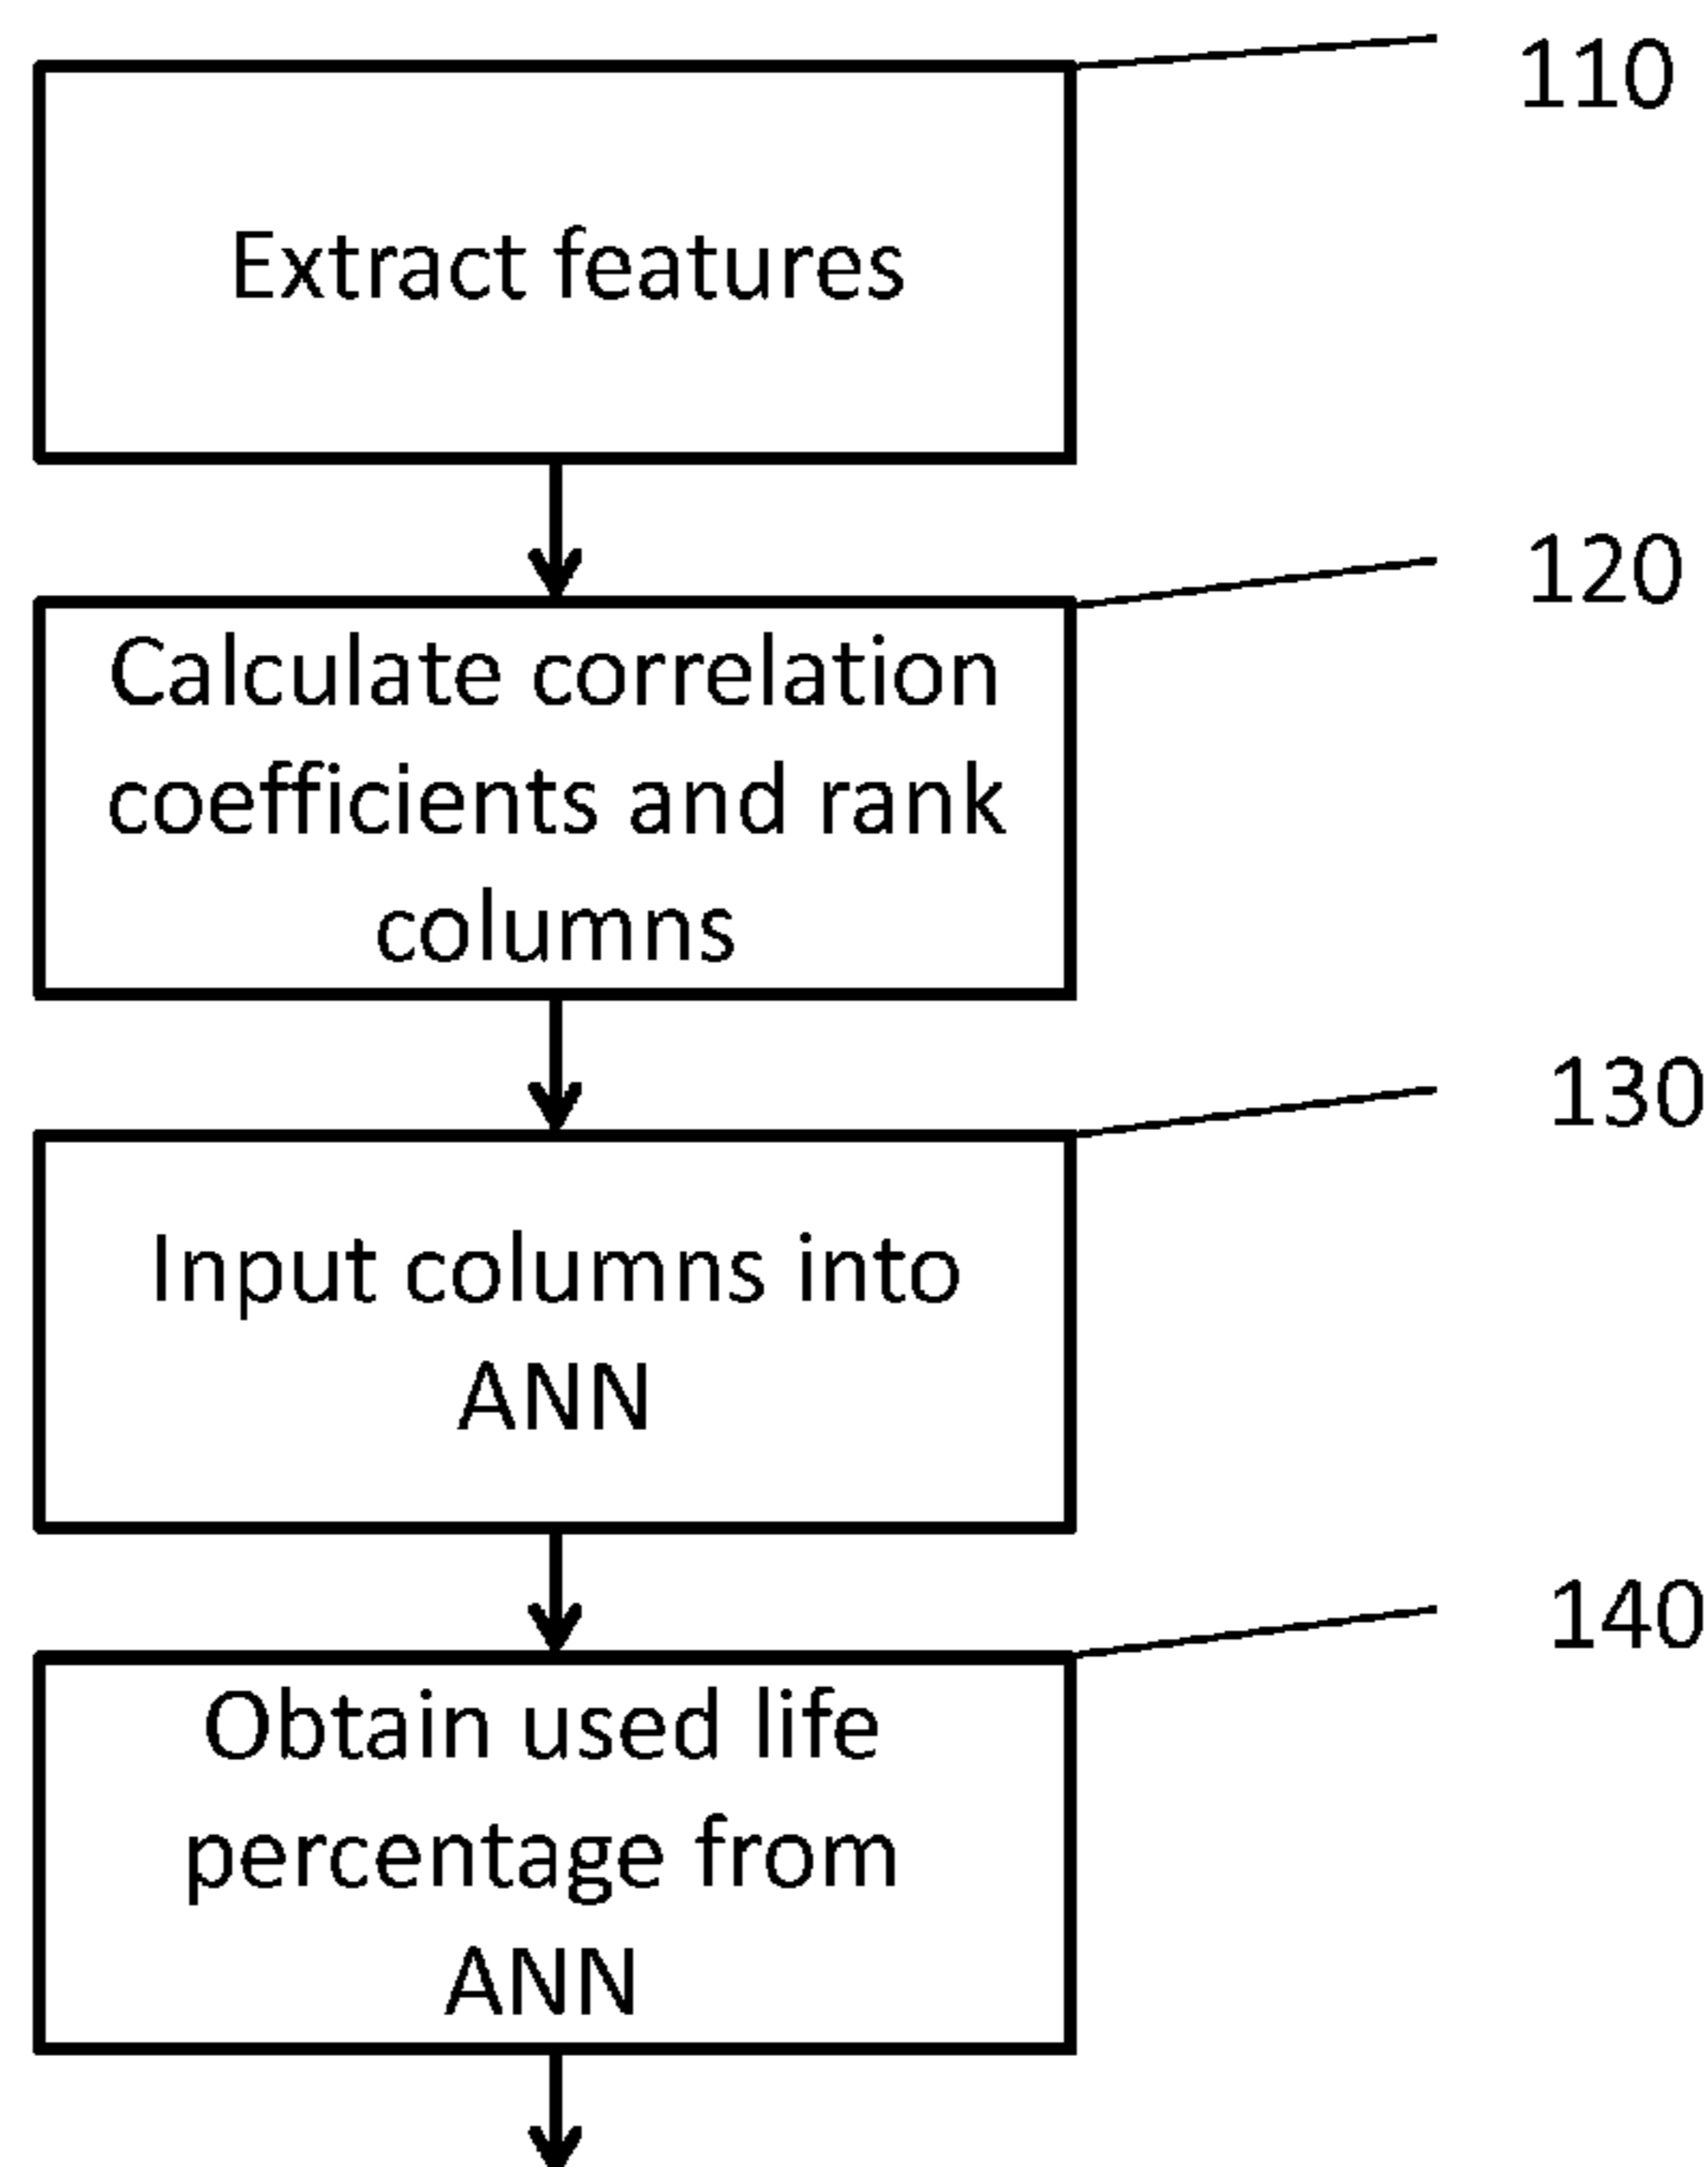 110
Extract features
120
Calculate correlation
coefficients and rank
columns
130
Input columns into
ANN
140
Obtain used life
percentage from
ANN